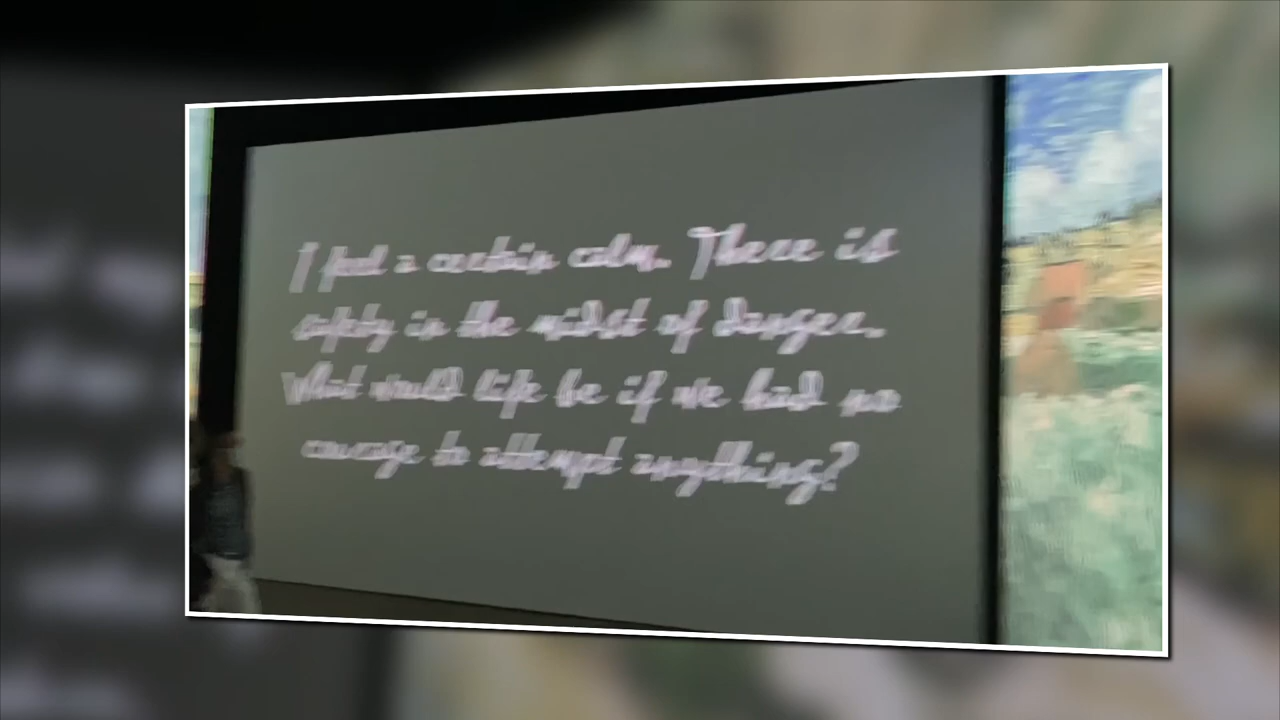 I feel a certain calm. There is
safety in the midst of danger.
What would life be if we had no
courage to attempt anything?